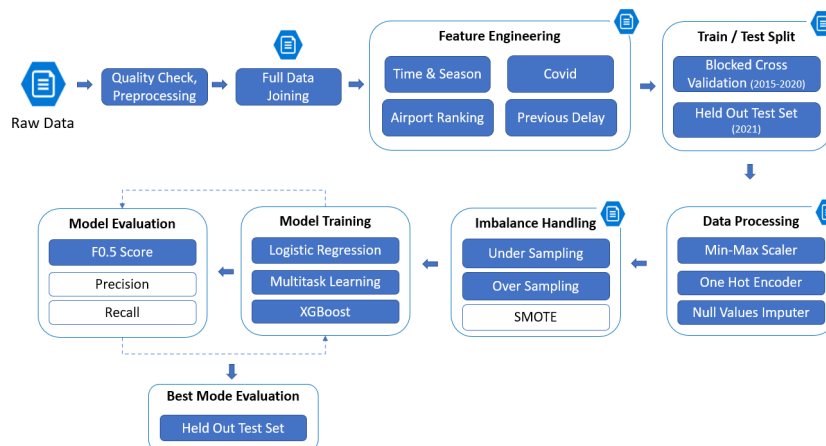 Raw Data
Quality Check,
Preprocessing
Full Data
Joining
Feature Engineering
Time & Season
Covid
Airport Ranking
Previous Delay
Train / Test Split
Blocked Cross
Validation (2015-2020)
Held Out Test Set
(2021)
Data Processing
Min-Max Scaler
One Hot Encoder
Null Values Imputer
Imbalance Handling
Under Sampling
Over Sampling
SMOTE
Model Training
Logistic Regression
Multitask Learning
XGBoost
Model Evaluation
F0.5 Score
Precision
Recall
Best Mode Evaluation
Held Out Test Set